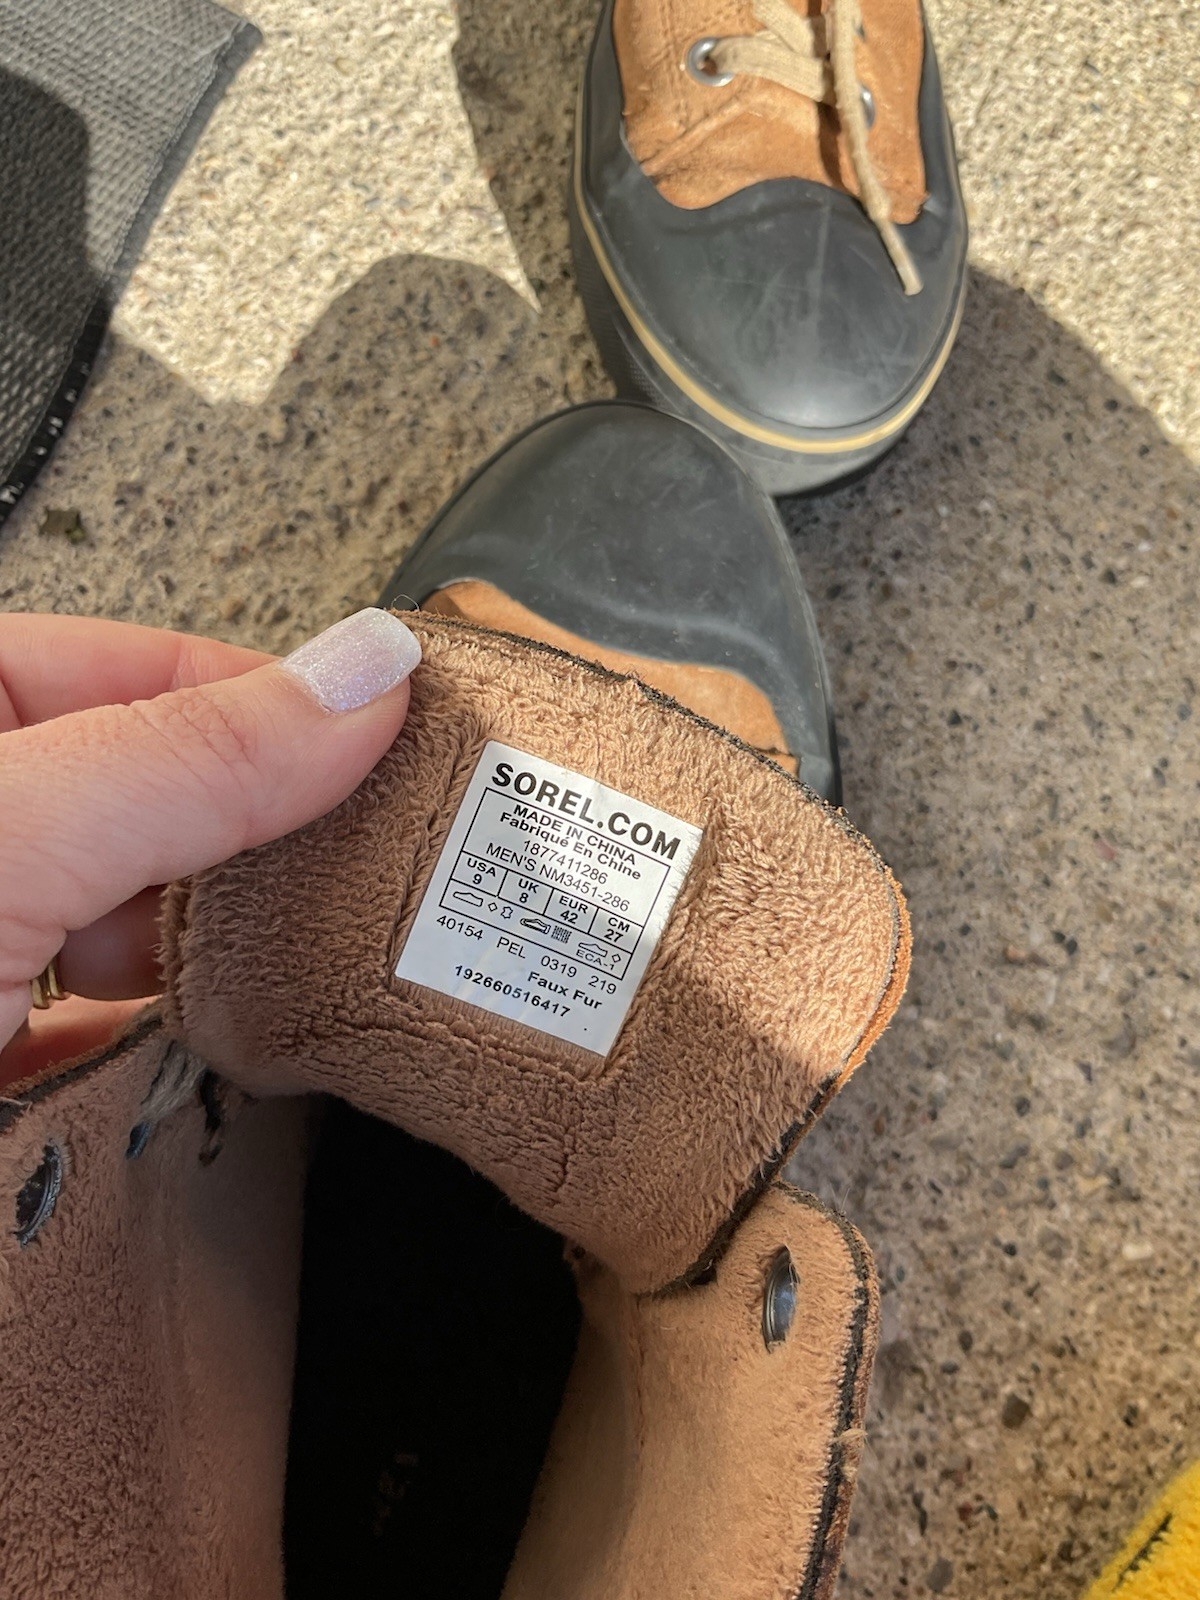 SOREL.COM
MADE IN CHINA
Fabriqué En Chine
1877411286
MEN'S NM3451-286
USA UK EUR CM
9 8 42 27
ECA-1
40154 PEL 0319 219
Faux Fur
192660516417